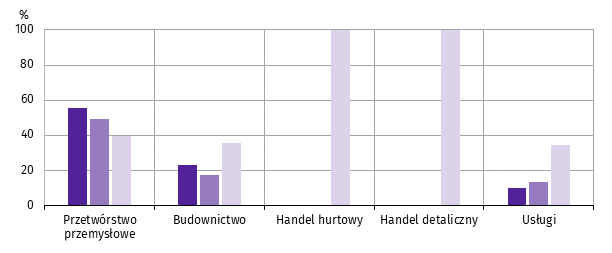 %
100
80
60
40
20
0
Przetwórstwo przemysłowe
Budownictwo
Handel hurtowy
Handel detaliczny
Usługi